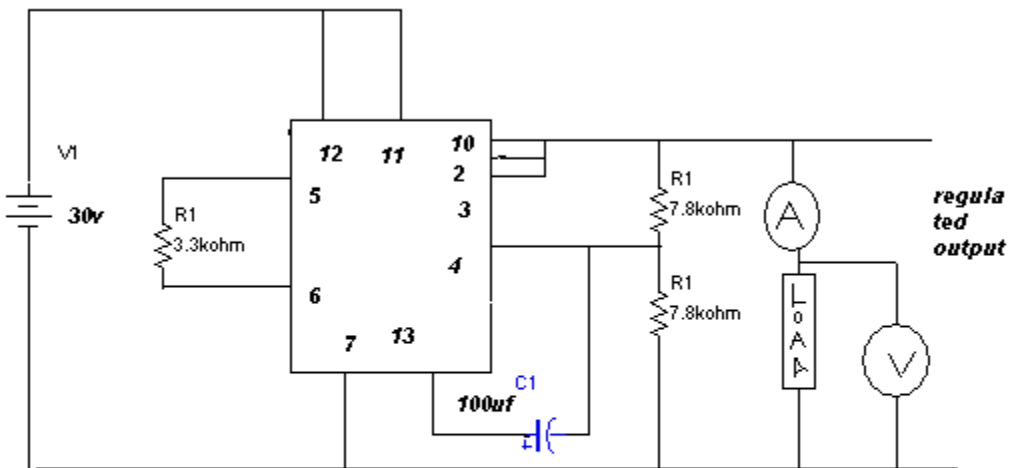 V1
30v
R1
3.3kohm
12
11
10
2
5
3
4
6
7
13
R1
7.8kohm
R1
7.8kohm
100uf
C1
A
LoAd
V
regula
ted
output